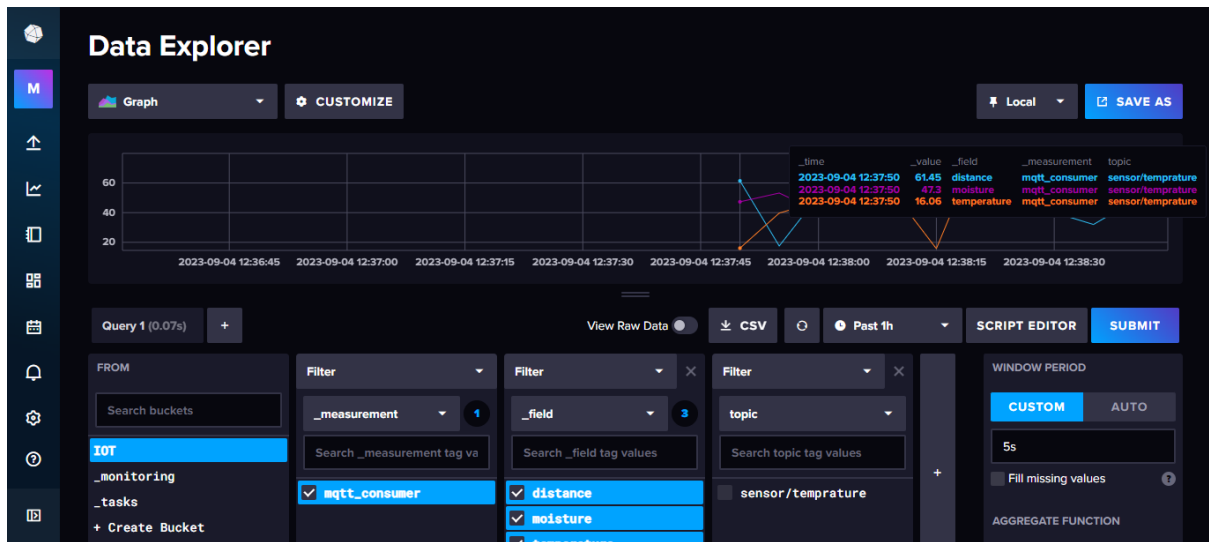 Data Explorer
M
Graph
CUSTOMIZE
Local
SAVE AS
_time _value _field _measurement topic
2023-09-04 12:37:50 61.45 distance mqtt_consumer sensor/temprature
2023-09-04 12:37:50 47.3 moisture mqtt_consumer sensor/temprature
2023-09-04 12:37:50 16.06 temperature mqtt_consumer sensor/temprature
60
40
20
2023-09-04 12:36:45 2023-09-04 12:37:00 2023-09-04 12:37:15 2023-09-04 12:37:30 2023-09-04 12:37:45 2023-09-04 12:38:00 2023-09-04 12:38:15 2023-09-04 12:38:30
Query 1 (0.07s) +
View Raw Data
CSV
Past 1h
SCRIPT EDITOR
SUBMIT
FROM
Search buckets
IOT
_monitoring
_tasks
+ Create Bucket
Filter
_measurement 1
Search _measurement tag va
mqtt_consumer
Filter
_field 3
Search _field tag values
distance
moisture
temperature
Filter
topic
Search topic tag values
sensor/temprature
+
WINDOW PERIOD
CUSTOM AUTO
5s
Fill missing values ?
AGGREGATE FUNCTION